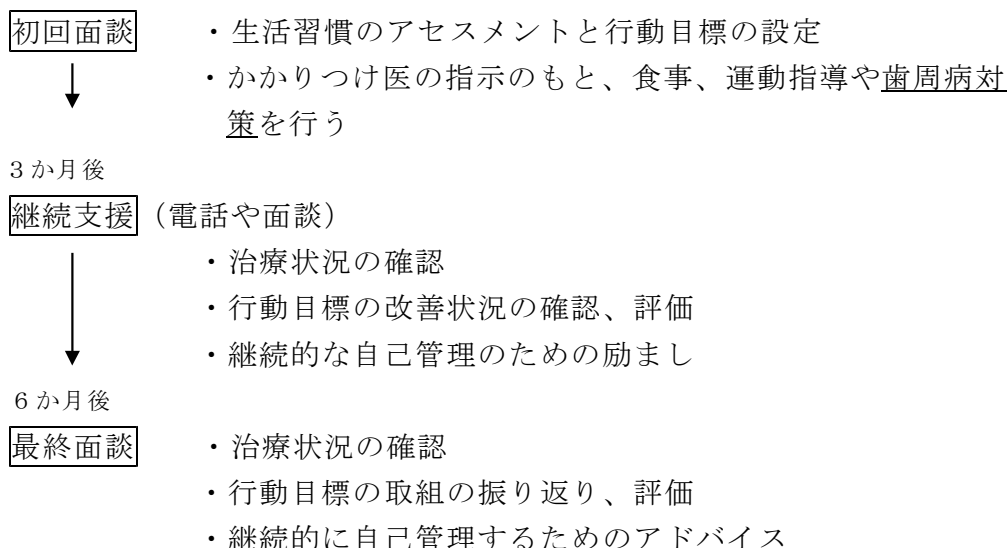 初回面談 ・生活習慣のアセスメントと行動目標の設定
・かかりつけ医の指示のもと、食事、運動指導や歯周病対
策を行う
３か月後
継続支援（電話や面談）
・治療状況の確認
・行動目標の改善状況の確認、評価
・継続的な自己管理のための励まし
６か月後
最終面談 ・治療状況の確認
・行動目標の取組の振り返り、評価
・継続的に自己管理するためのアドバイス